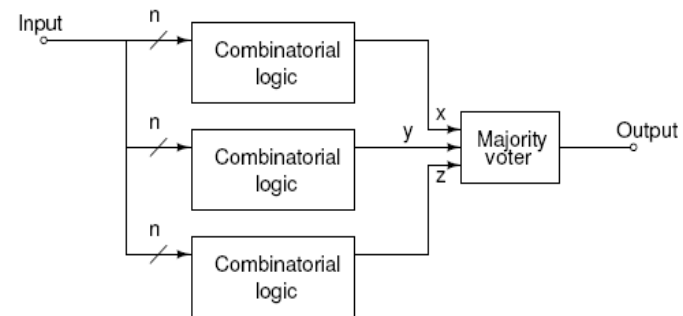 Input
n
Combinatorial
logic
n
Combinatorial
logic
n
Combinatorial
logic
x
y
z
Majority
voter
Output